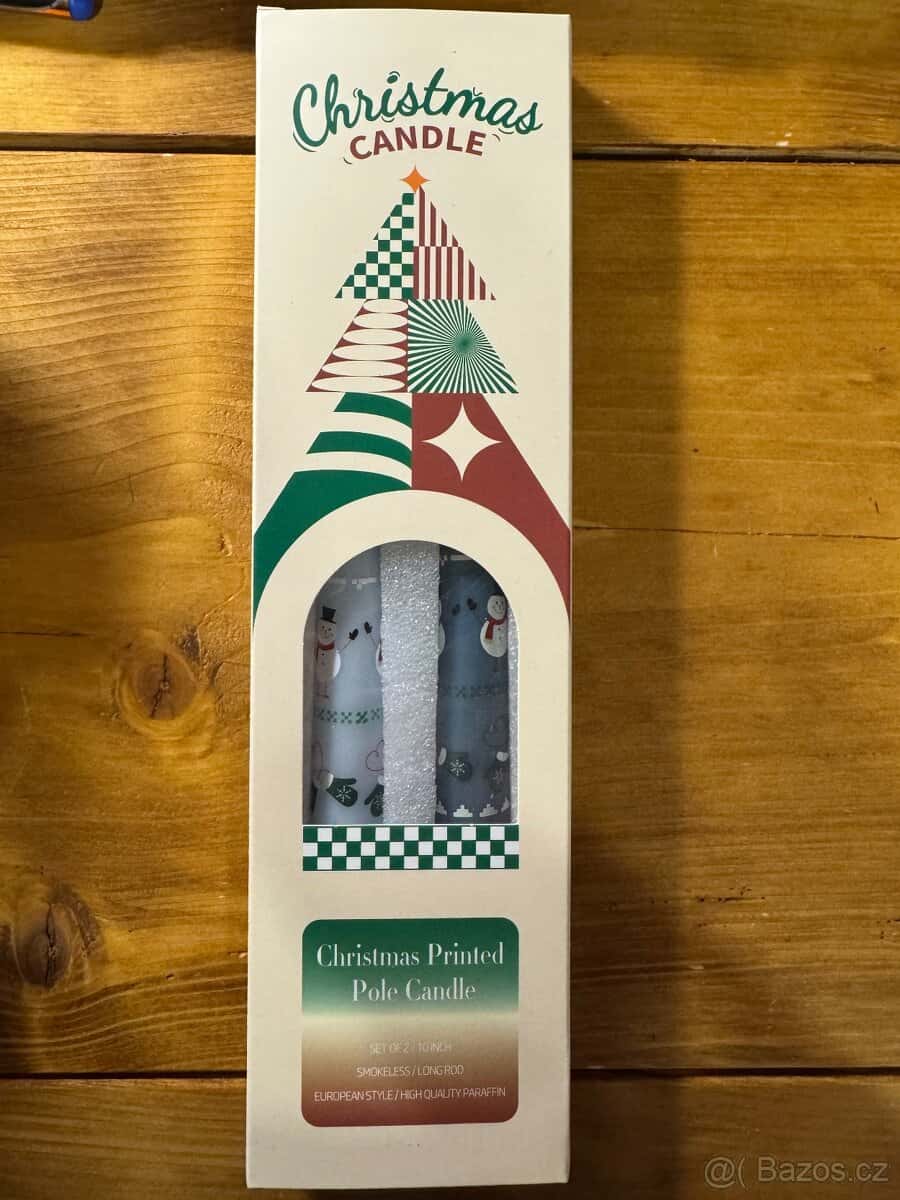 Christmas
CANDLE
Christmas Printed
Pole Candle
SET OF 2 / 10 INCH
SMOKELESS / LONG ROD
EUROPEAN STYLE / HIGH QUALITY PARAFFIN
@( Bazos.cz